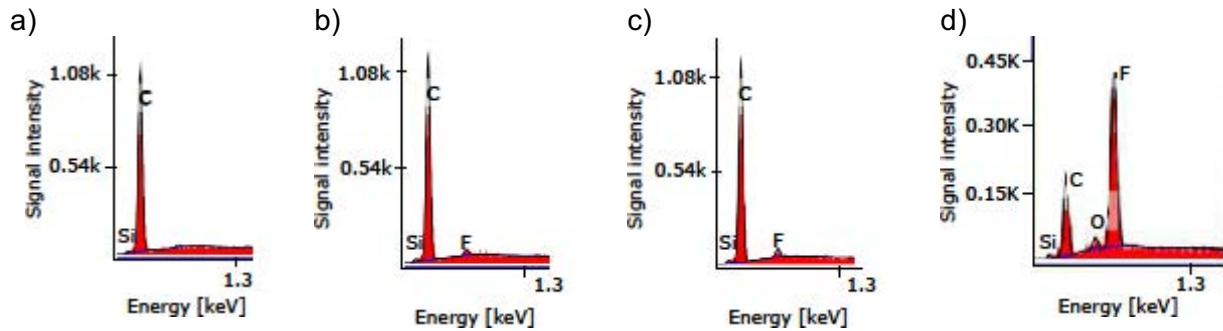 a)
Signal intensity
1.08k
0.54k
C
Si
1.3
Energy [keV]
b)
Signal intensity
1.08k
0.54k
C
Si
F
1.3
Energy [keV]
c)
Signal intensity
1.08k
0.54k
C
Si
F
1.3
Energy [keV]
d)
Signal intensity
0.45K
0.30K
0.15K
F
C
O
Si
1.3
Energy [keV]